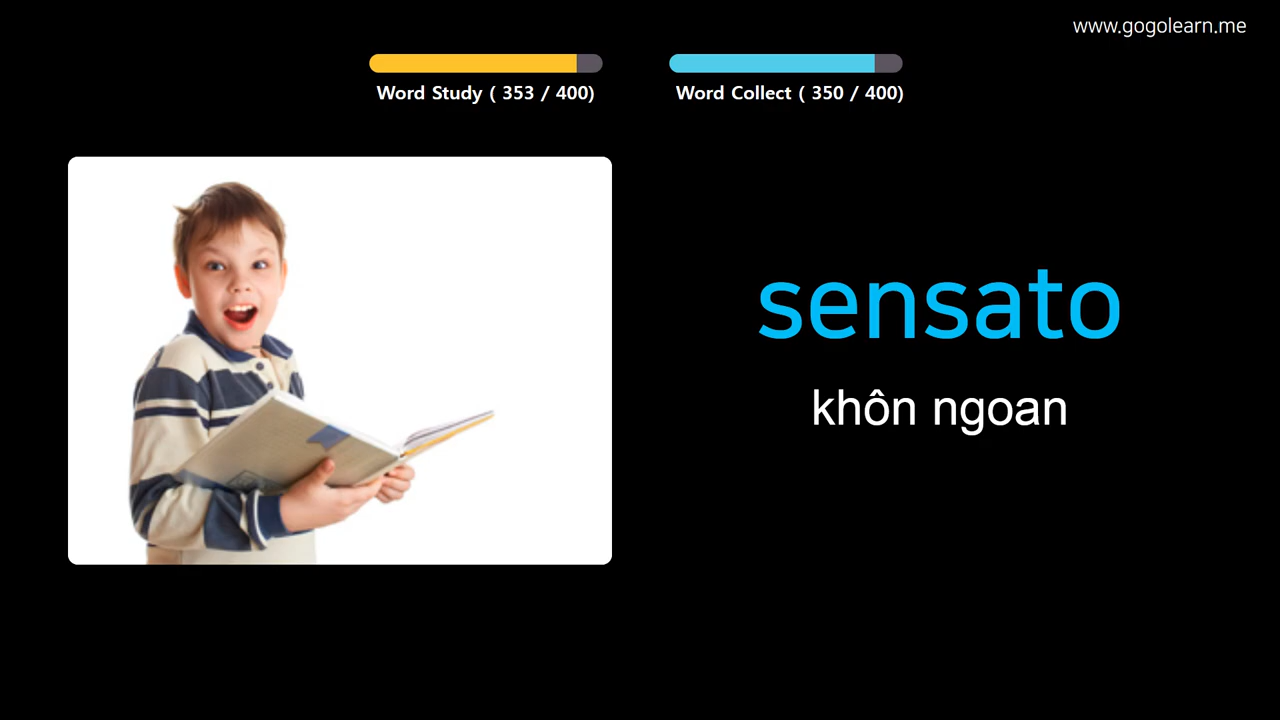 www.gogolearn.me
Word Study ( 353 / 400)
Word Collect ( 350 / 400)
sensato
khôn ngoan